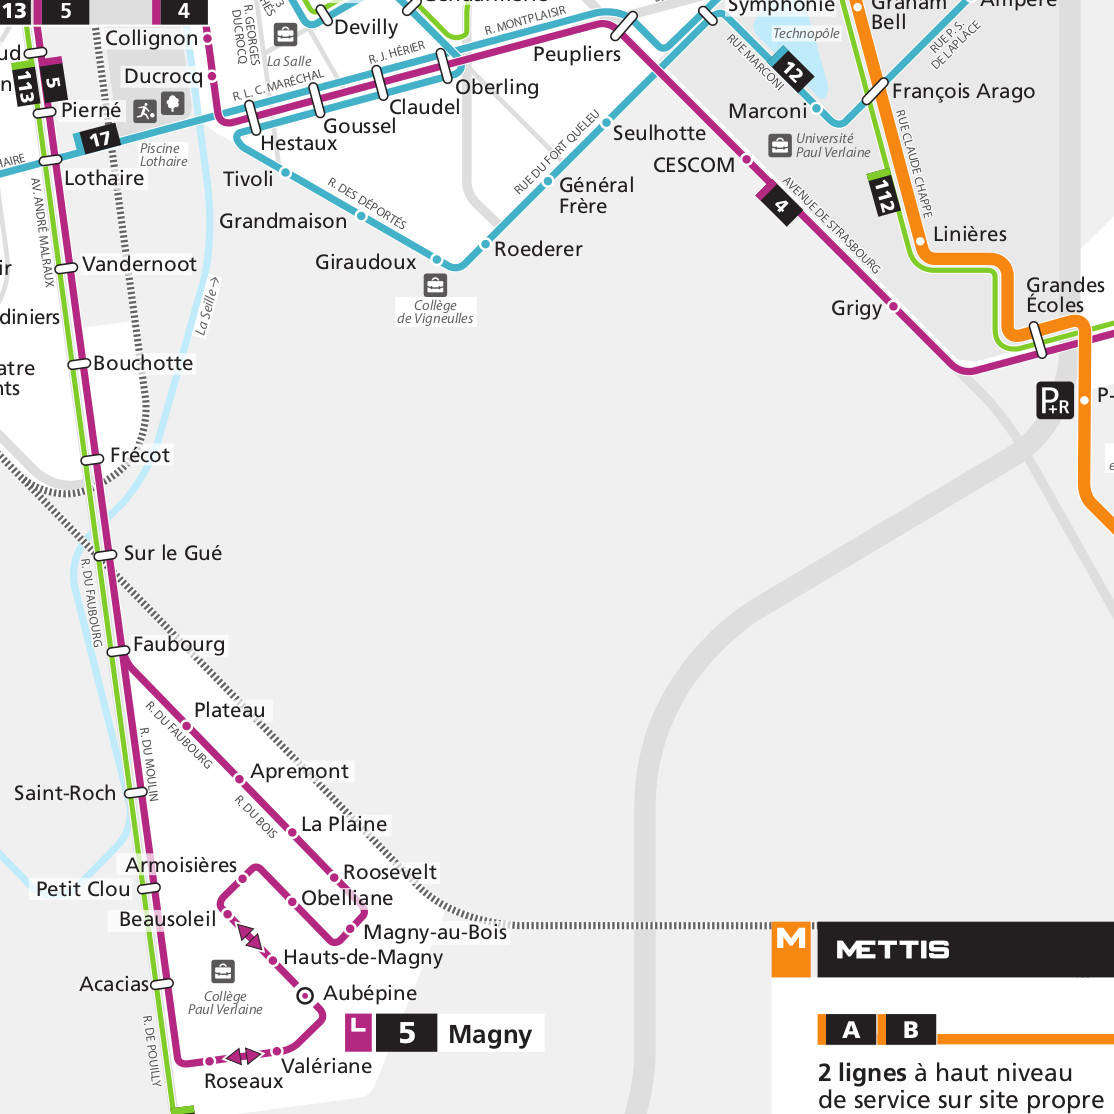 13
5
4
Collignon
Ducrocq
113
5
Pierné
17
Piscine
Lothaire
Lothaire
AV. ANDRÉ MALRAUX
Vandernoot
La Seille →
Bouchotte
Frécot
Sur le Gué
R. DU FAUBOURG
Faubourg
Plateau
R. DU FAUBOURG
R. DU MOULIN
Apremont
Saint-Roch
R. DU BOIS
La Plaine
Armoisières
Roosevelt
Petit Clou
Obelliane
Beausoleil
Magny-au-Bois
Hauts-de-Magny
Acacias
Collège
Paul Verlaine
Aubépine
L 5 Magny
R. DE POUILLY
Valériane
Roseaux
R. GEORGES
DUCROCQ
La Salle
Devilly
R. MONTPLAISIR
R. J. HÉRIER
R. L. C. MARÉCHAL
Peupliers
Oberling
Claudel
Goussel
Hestaux
Tivoli
R. DES DÉPORTÉS
Grandmaison
Giraudoux
Collège
de Vigneulles
Roederer
Général
Frère
RUE DU FORT QUELEU
Seulhotte
CESCOM
4
AVENUE DE STRASBOURG
Grigy
Symphonie
Technopôle
RUE MARCONI
12
Marconi
Université
Paul Verlaine
Graham
Bell
Ampère
RUE P. S.
DE LAPLACE
François Arago
RUE CLAUDE CHAPPE
112
Linières
Grandes
Écoles
P+R
P-
M METTIS
A B
2 lignes à haut niveau
de service sur site propre